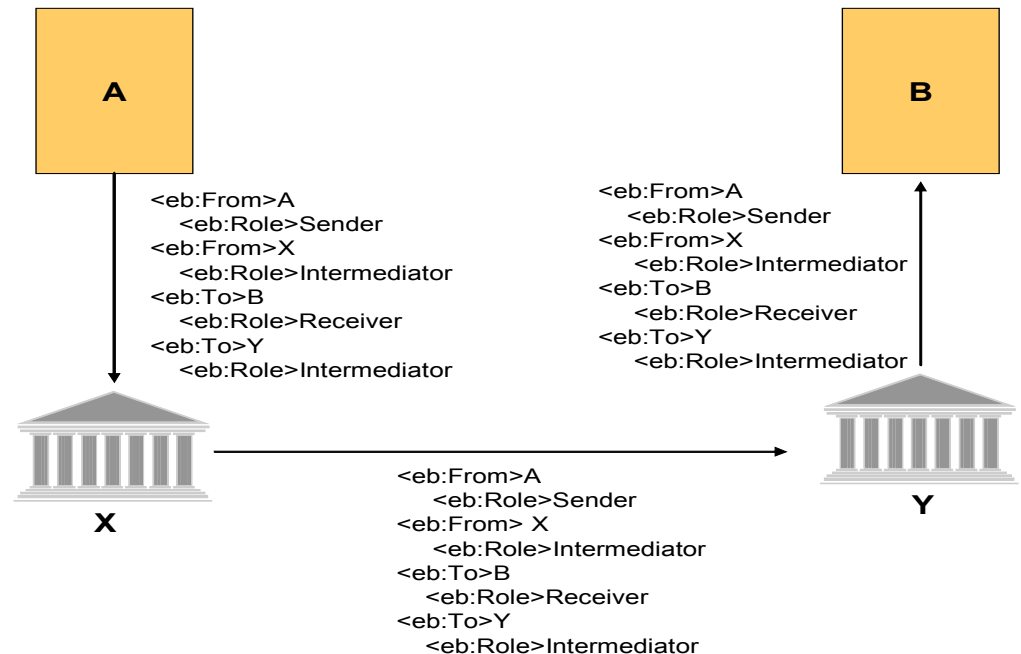 A
B
<eb:From>A
<eb:Role>Sender
<eb:From>X
<eb:Role>Intermediator
<eb:To>B
<eb:Role>Receiver
<eb:To>Y
<eb:Role>Intermediator
<eb:From>A
<eb:Role>Sender
<eb:From>X
<eb:Role>Intermediator
<eb:To>B
<eb:Role>Receiver
<eb:To>Y
<eb:Role>Intermediator
X
Y
<eb:From>A
<eb:Role>Sender
<eb:From> X
<eb:Role>Intermediator
<eb:To>B
<eb:Role>Receiver
<eb:To>Y
<eb:Role>Intermediator